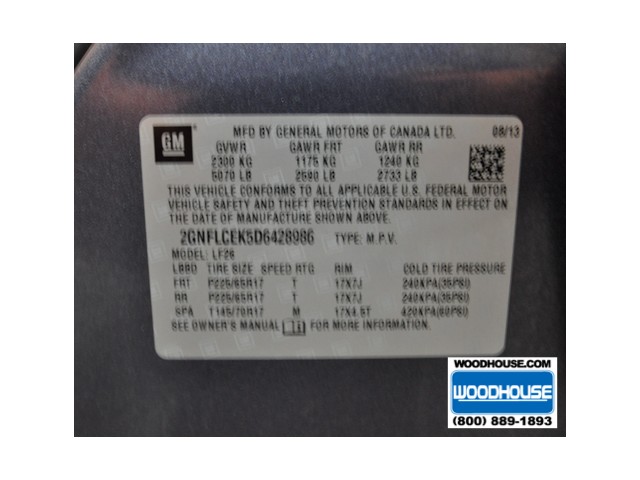 GM
MFD BY GENERAL MOTORS OF CANADA LTD. 08/13
GVWR GAWR FRT GAWR RR
2300 KG 1175 KG 1240 KG
5070 LB 2590 LB 2733 LB
THIS VEHICLE CONFORMS TO ALL APPLICABLE U.S. FEDERAL MOTOR
VEHICLE SAFETY AND THEFT PREVENTION STANDARDS IN EFFECT ON
THE DATE OF MANUFACTURE SHOWN ABOVE.
2GNFLCEK5D6428986 TYPE: M.P.V.
MODEL: LF26
TIRE SIZE SPEED RTG RIM COLD TIRE PRESSURE
FRT P225/65R17 T 17X7J 240KPA(35PSI)
RR P225/65R17 T 17X7J 240KPA(35PSI)
SPA T145/70R17 M 17X4.5T 420KPA(60PSI)
SEE OWNER'S MANUAL FOR MORE INFORMATION.
WOODHOUSE.COM
WOODHOUSE
(800) 889-1893